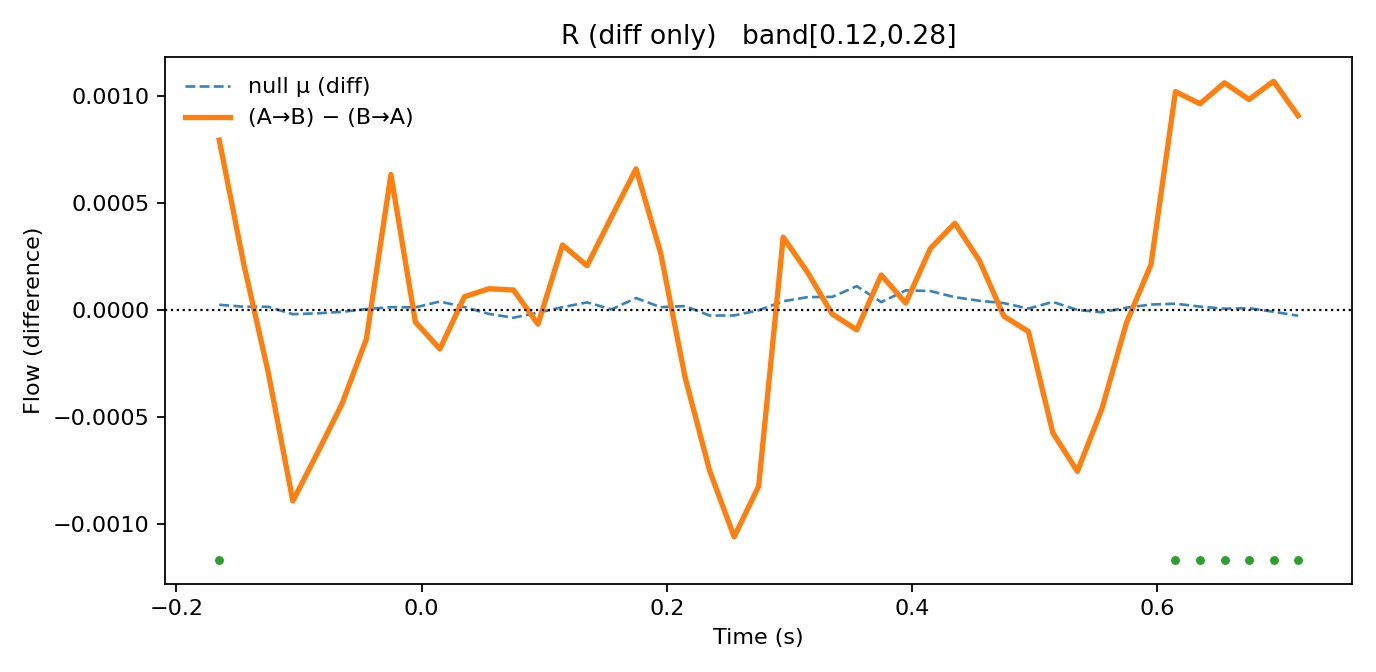 R (diff only)   band[0.12,0.28]
null μ (diff)
(A→B) − (B→A)
0.0010
0.0005
0.0000
−0.0005
−0.0010
Flow (difference)
−0.2
0.0
0.2
0.4
0.6
Time (s)